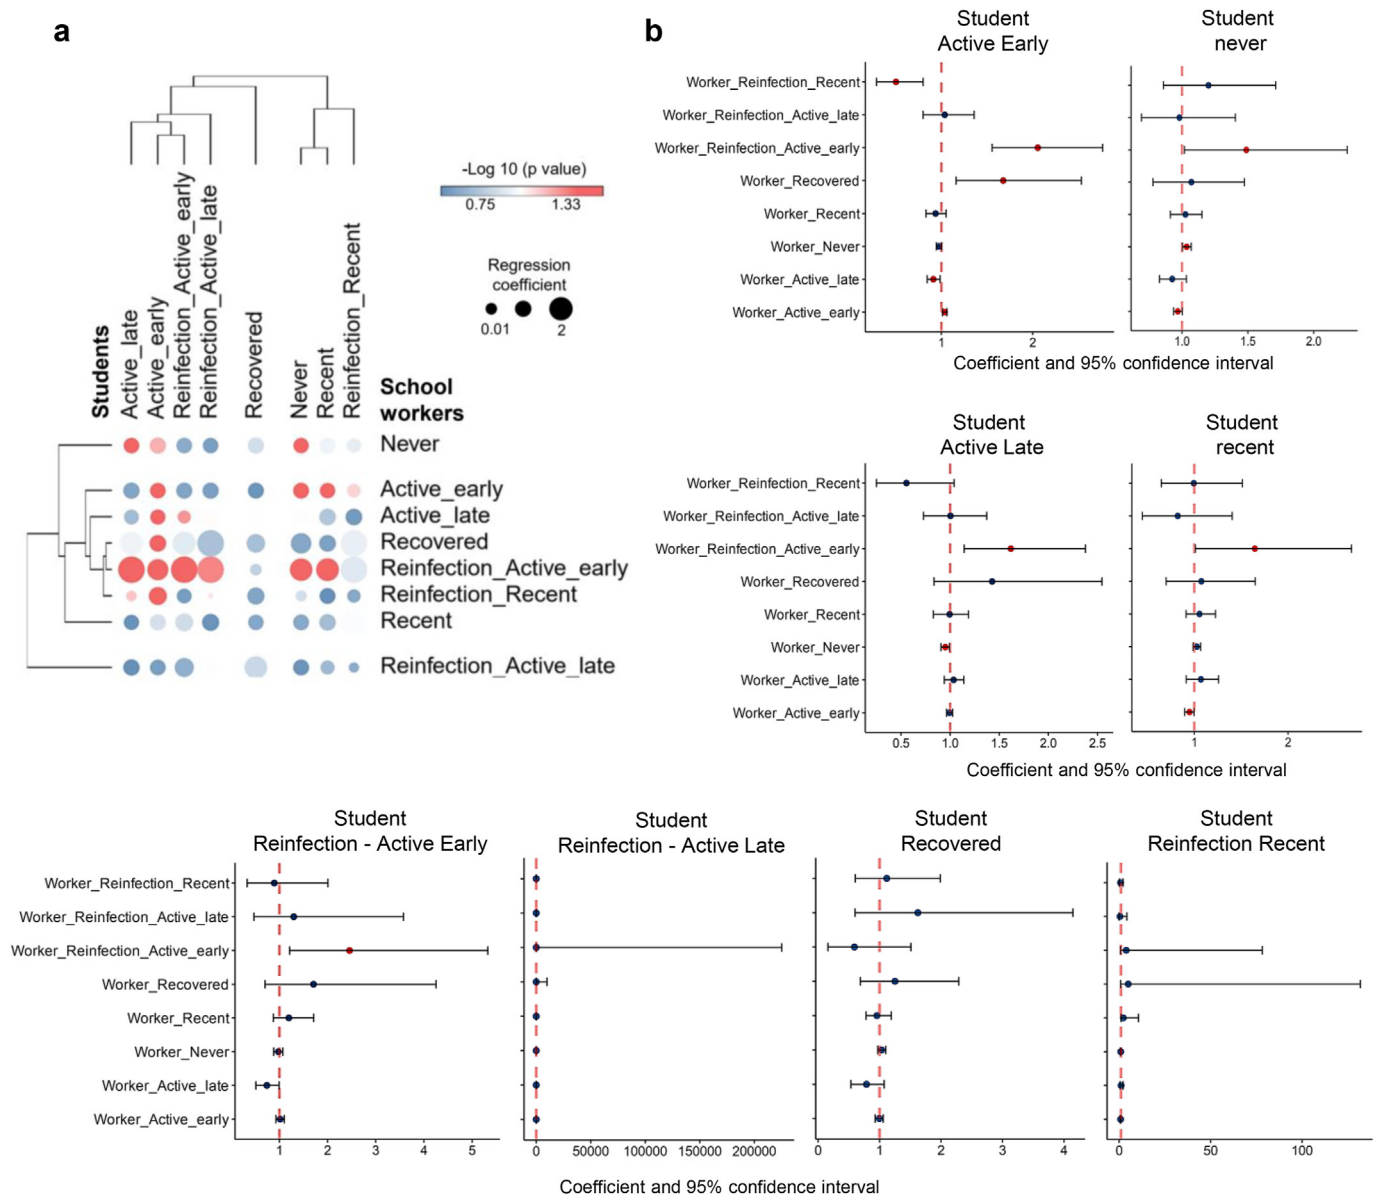 a
-Log 10 (p value)
0.75 1.33
Regression
coefficient
0.01 2
Students
Active_late
Active_early
Reinfection_Active_early
Reinfection_Active_late
Recovered
Never
Recent
Reinfection_Recent
School
workers
Never
Active_early
Active_late
Recovered
Reinfection_Active_early
Reinfection_Recent
Recent
Reinfection_Active_late
b
Student
Active Early
Student
never
Worker_Reinfection_Recent
Worker_Reinfection_Active_late
Worker_Reinfection_Active_early
Worker_Recovered
Worker_Recent
Worker_Never
Worker_Active_late
Worker_Active_early
1 2
1.0 1.5 2.0
Coefficient and 95% confidence interval
Student
Active Late
Student
recent
Worker_Reinfection_Recent
Worker_Reinfection_Active_late
Worker_Reinfection_Active_early
Worker_Recovered
Worker_Recent
Worker_Never
Worker_Active_late
Worker_Active_early
0.5 1.0 1.5 2.0 2.5
1 2
Coefficient and 95% confidence interval
Student
Reinfection - Active Early
Student
Reinfection - Active Late
Student
Recovered
Student
Reinfection Recent
Worker_Reinfection_Recent
Worker_Reinfection_Active_late
Worker_Reinfection_Active_early
Worker_Recovered
Worker_Recent
Worker_Never
Worker_Active_late
Worker_Active_early
1 2 3 4 5
0 50000 100000 150000 200000
0 1 2 3 4
0 50 100
Coefficient and 95% confidence interval